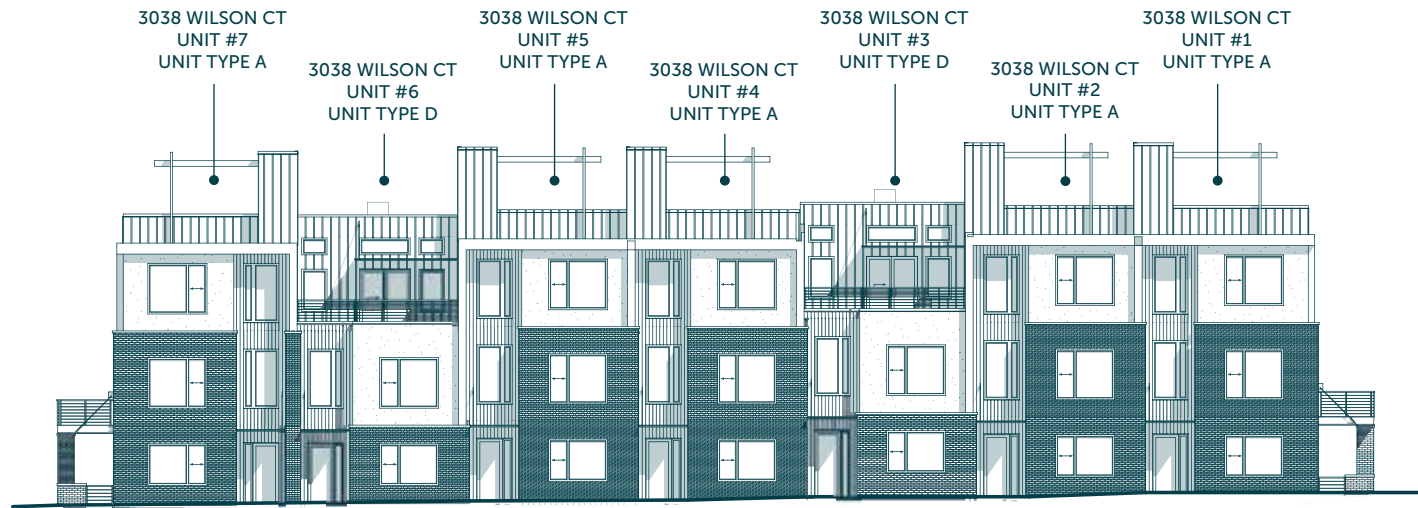 3038 WILSON CT
UNIT #7
UNIT TYPE A
3038 WILSON CT
UNIT #6
UNIT TYPE D
3038 WILSON CT
UNIT #5
UNIT TYPE A
3038 WILSON CT
UNIT #4
UNIT TYPE A
3038 WILSON CT
UNIT #3
UNIT TYPE D
3038 WILSON CT
UNIT #2
UNIT TYPE A
3038 WILSON CT
UNIT #1
UNIT TYPE A